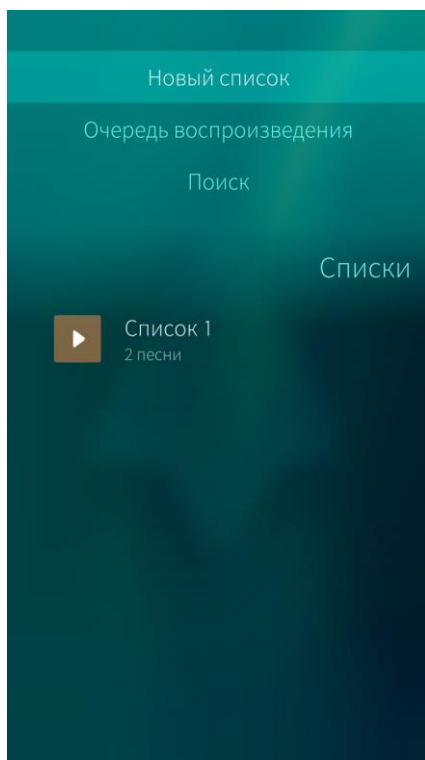 Новый список
Очередь воспроизведения
Поиск
Списки
Список 1
2 песни